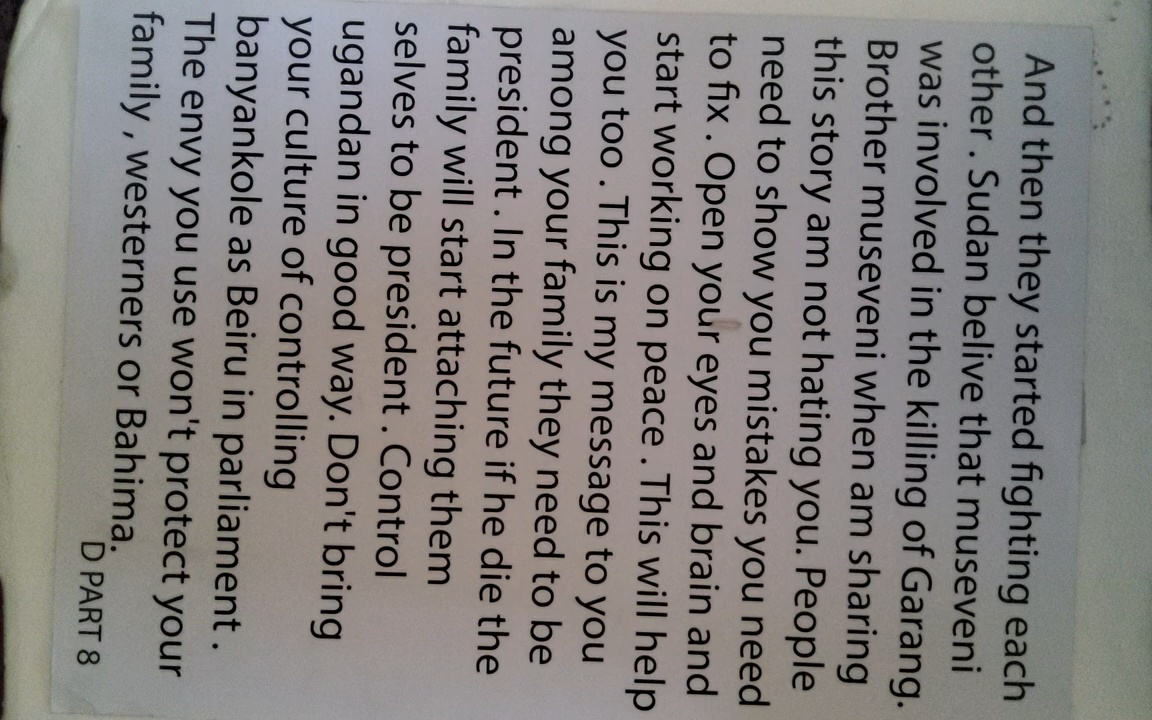 And then they started fighting each
other . Sudan belive that museveni
was involved in the killing of Garang.
Brother museveni when am sharing
this story am not hating you. People
need to show you mistakes you need
to fix . Open your eyes and brain and
start working on peace . This will help
you too . This is my message to you
among your family they need to be
president . In the future if he die the
family will start attaching them
selves to be president . Control
ugandan in good way. Don't bring
your culture of controlling
banyankole as Beiru in parliament .
The envy you use won't protect your
family , westerners or Bahima.
D PART 8